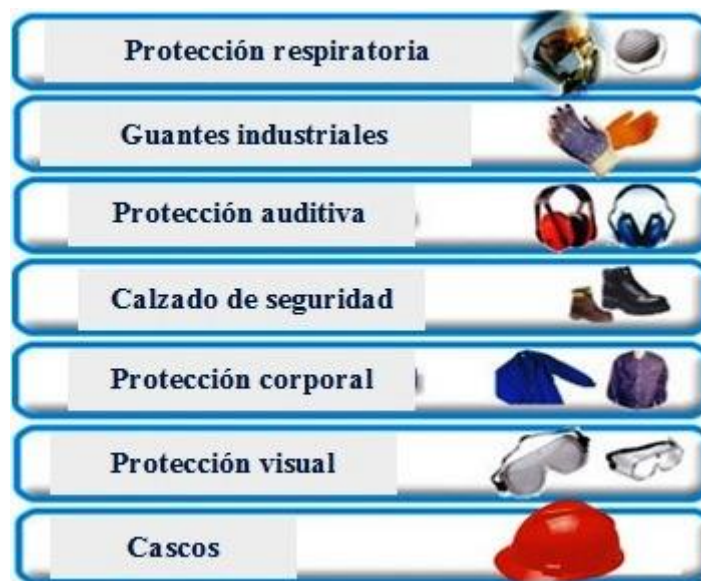 Protección respiratoria
Guantes industriales
Protección auditiva
Calzado de seguridad
Protección corporal
Protección visual
Cascos